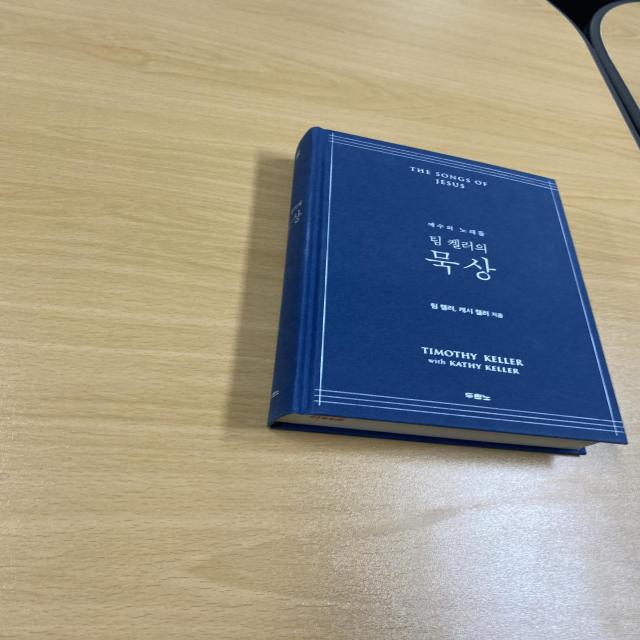 THE SONGS OF
JESUS
예수의 노래들
팀 켈러의
묵상
팀 켈러, 캐시 켈러 지음
TIMOTHY KELLER
with KATHY KELLER
두란노